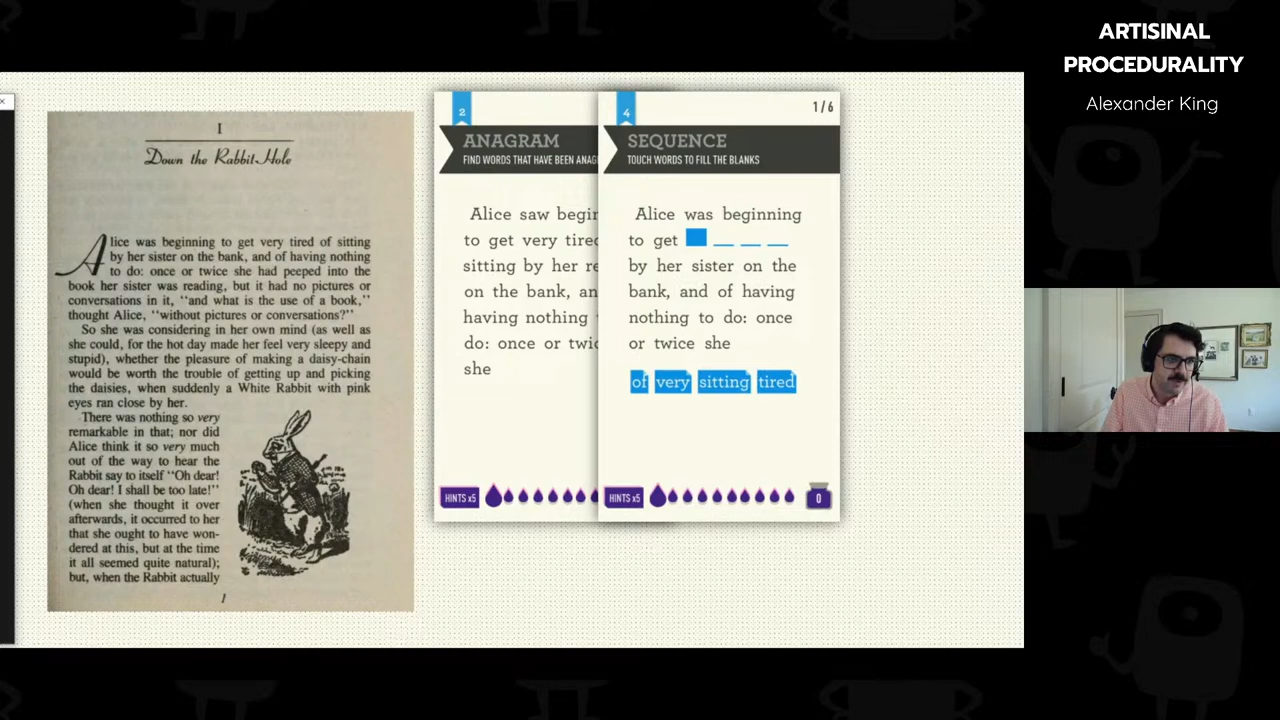 ARTISINAL
PROCEDURALITY
Alexander King
I
Down the Rabbit-Hole
Alice was beginning to get very tired of sitting
by her sister on the bank, and of having nothing
to do: once or twice she had peeped into the
book her sister was reading, but it had no pictures or
conversations in it, ‘‘and what is the use of a book,’’
thought Alice, ‘‘without pictures or conversations?’’
So she was considering in her own mind (as well as
she could, for the hot day made her feel very sleepy and
stupid), whether the pleasure of making a daisy-chain
would be worth the trouble of getting up and picking
the daisies, when suddenly a White Rabbit with pink
eyes ran close by her.
There was nothing so very
remarkable in that; nor did
Alice think it so very much
out of the way to hear the
Rabbit say to itself ‘‘Oh dear!
Oh dear! I shall be too late!’’
(when she thought it over
afterwards, it occurred to her
that she ought to have won-
dered at this, but at the time
it all seemed quite natural);
but, when the Rabbit actually
1
2
ANAGRAM
FIND WORDS THAT HAVE BEEN ANAG
Alice saw begin
to get very tired
sitting by her re
on the bank, an
having nothing t
do: once or twic
she
HINTS x5
4
1/6
SEQUENCE
TOUCH WORDS TO FILL THE BLANKS
Alice was beginning
to get __ __ __
by her sister on the
bank, and of having
nothing to do: once
or twice she
of very sitting tired
HINTS x5
0